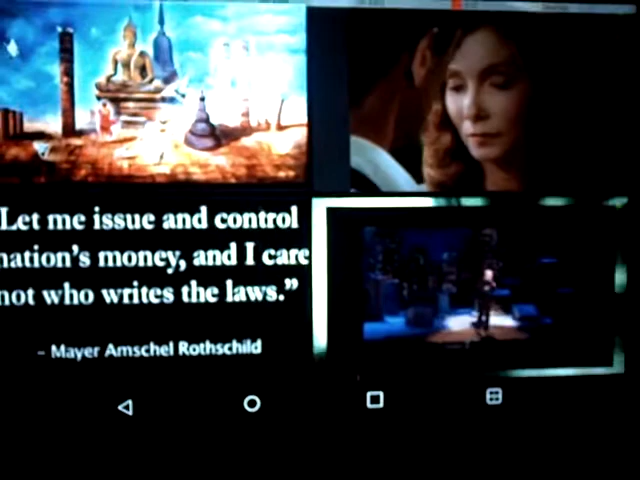 Let me issue and control
nation's money, and I care
not who writes the laws.”
– Mayer Amschel Rothschild